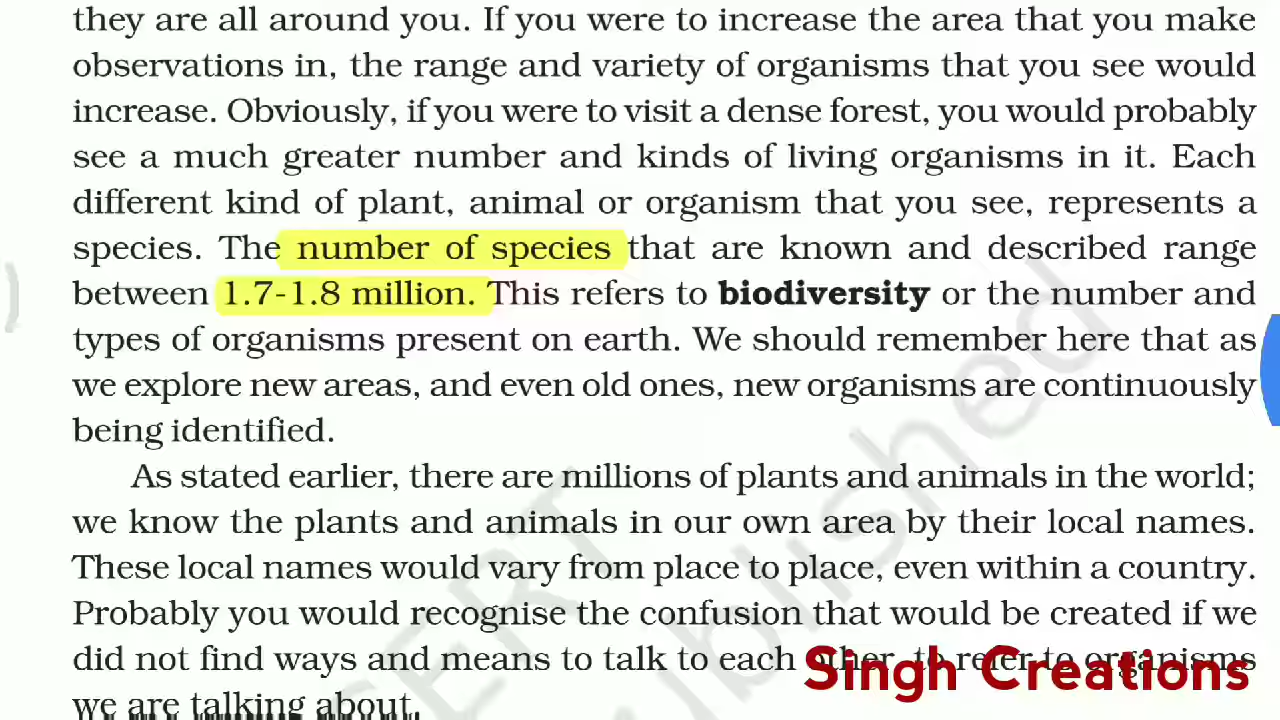 they are all around you. If you were to increase the area that you make
observations in, the range and variety of organisms that you see would
increase. Obviously, if you were to visit a dense forest, you would probably
see a much greater number and kinds of living organisms in it. Each
different kind of plant, animal or organism that you see, represents a
species. The number of species that are known and described range
between 1.7-1.8 million. This refers to biodiversity or the number and
types of organisms present on earth. We should remember here that as
we explore new areas, and even old ones, new organisms are continuously
being identified.
As stated earlier, there are millions of plants and animals in the world;
we know the plants and animals in our own area by their local names.
These local names would vary from place to place, even within a country.
Probably you would recognise the confusion that would be created if we
did not find ways and means to talk to each other, to refer to organisms
we are talking about.
Singh Creations